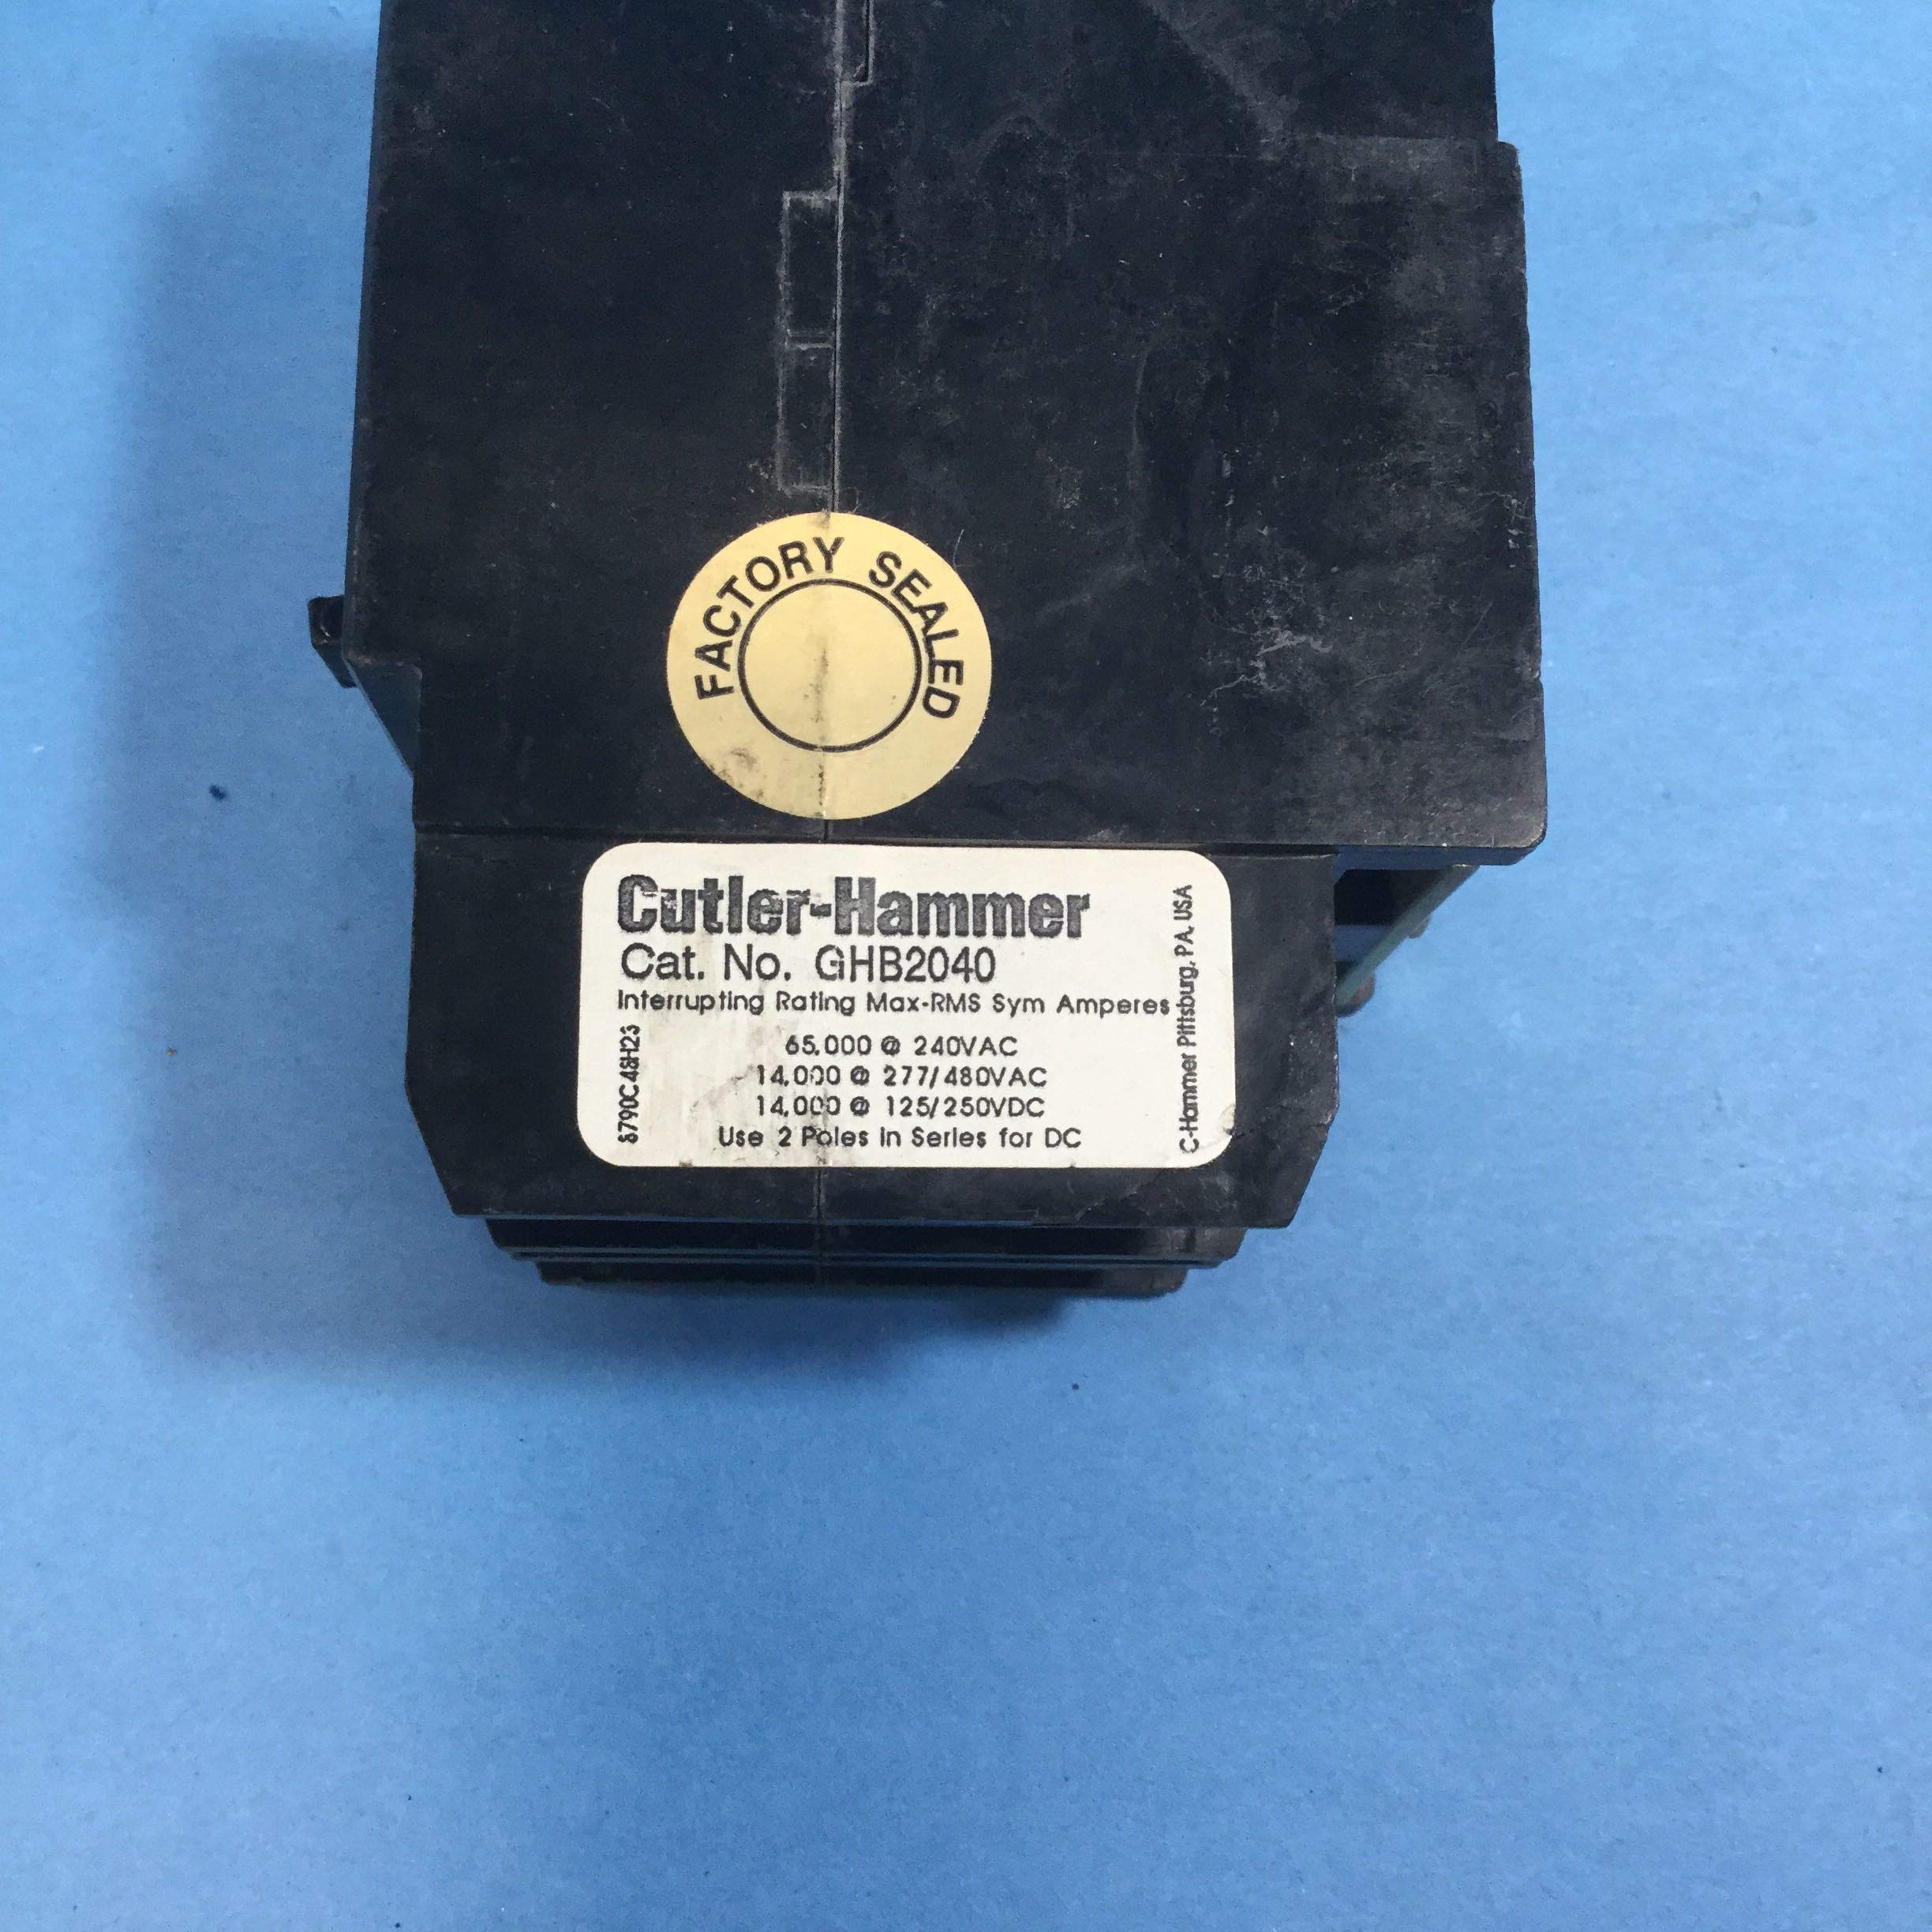 FACTORY SEALED
Cutler-Hammer
Cat. No. GHB2040
Interrupting Rating Max-RMS Sym Amperes
65,000 @ 240VAC
14,000 @ 277/480VAC
14,000 @ 125/250VDC
Use 2 Poles in Series for DC
6790C48H23
C-Hammer Pittsburg, PA. USA